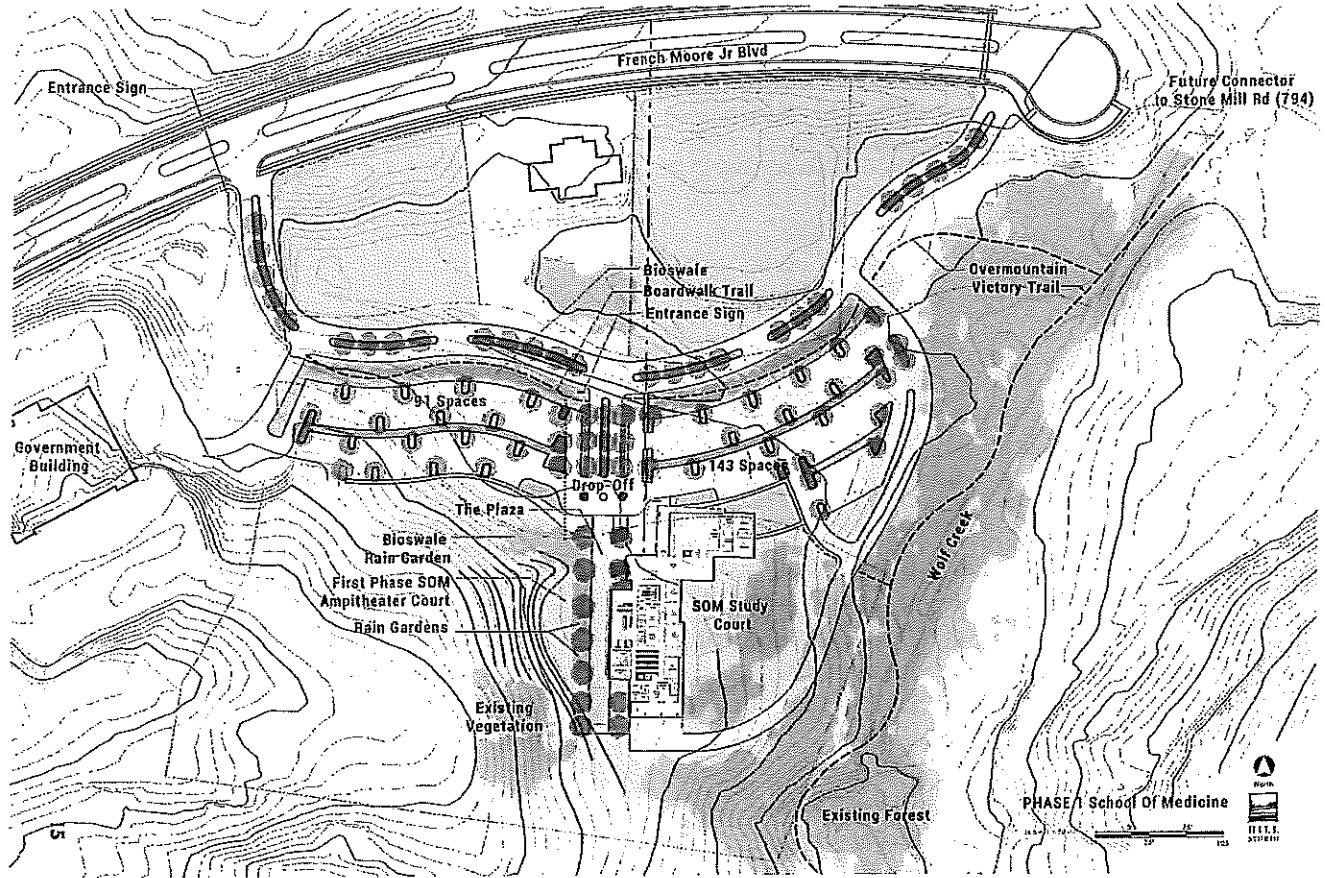 French Moore Jr Blvd
Entrance Sign
Future Connector
to Stone Mill Rd (794)
Bioswale
Boardwalk Trail
Entrance Sign
Overmountain
Victory Trail
91 Spaces
Government
Building
143 Spaces
Drop-Off
The Plaza
Bioswale
Rain Garden
First Phase SOM
Ampitheater Court
Rain Gardens
SOM Study
Court
Wolf Creek
Existing
Vegetation
Existing Forest
North
PHASE 1 School Of Medicine
5